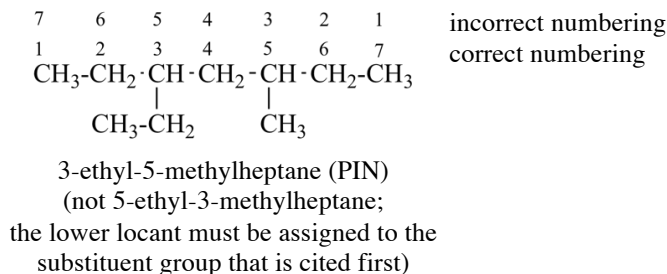 7 6 5 4 3 2 1 incorrect numbering
1 2 3 4 5 6 7 correct numbering
CH₃-CH₂-CH-CH₂-CH-CH₂-CH₃
CH₃-CH₂ CH₃
3-ethyl-5-methylheptane (PIN)
(not 5-ethyl-3-methylheptane;
the lower locant must be assigned to the
substituent group that is cited first)